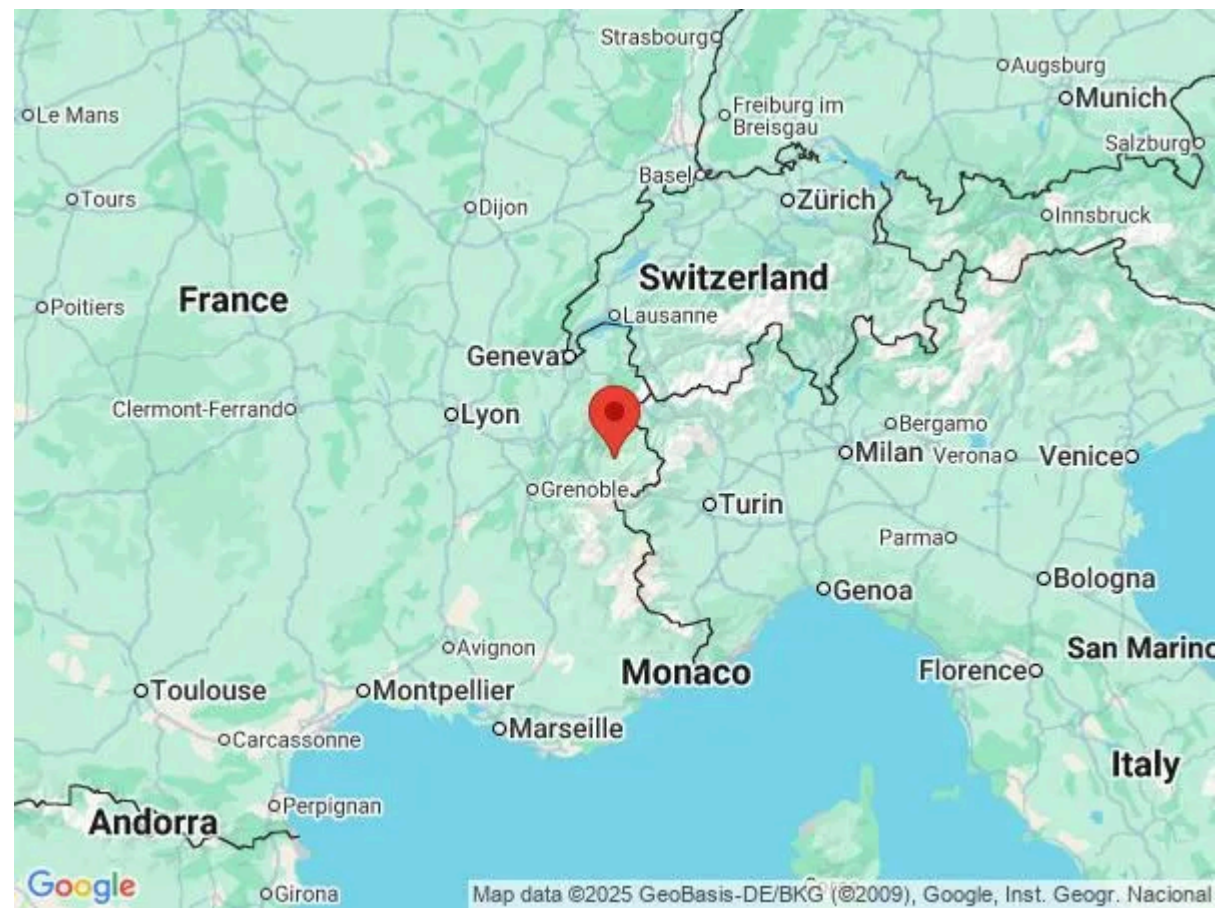 Strasbourg
Augsburg
Munich
Le Mans
Freiburg im
Breisgau
Salzburg
Basel
Zürich
Tours
Dijon
Innsbruck
Switzerland
France
Poitiers
Lausanne
Geneva
Clermont-Ferrand
Lyon
Bergamo
Milan
Verona
Venice
Grenoble
Turin
Parma
Bologna
Genoa
Avignon
San Marino
Monaco
Florence
Toulouse
Montpellier
Marseille
Carcassonne
Italy
Perpignan
Andorra
Google
Girona
Map data ©2025 GeoBasis-DE/BKG (©2009), Google, Inst. Geogr. Nacional